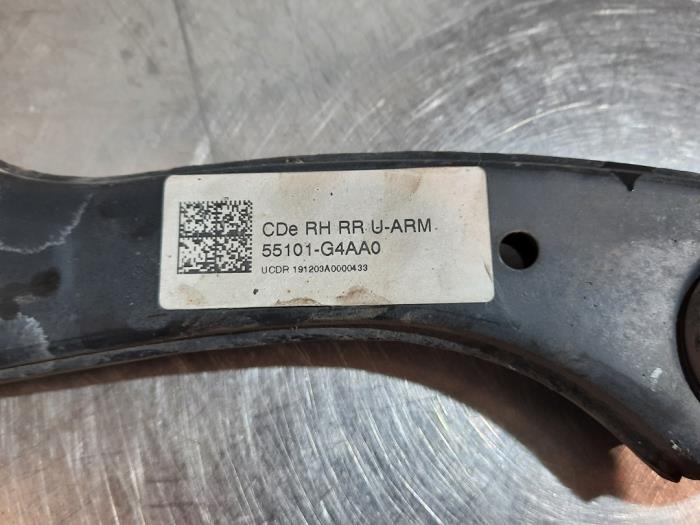 CDe RH RR U-ARM
55101-G4AA0
UCDR 191203A0000433